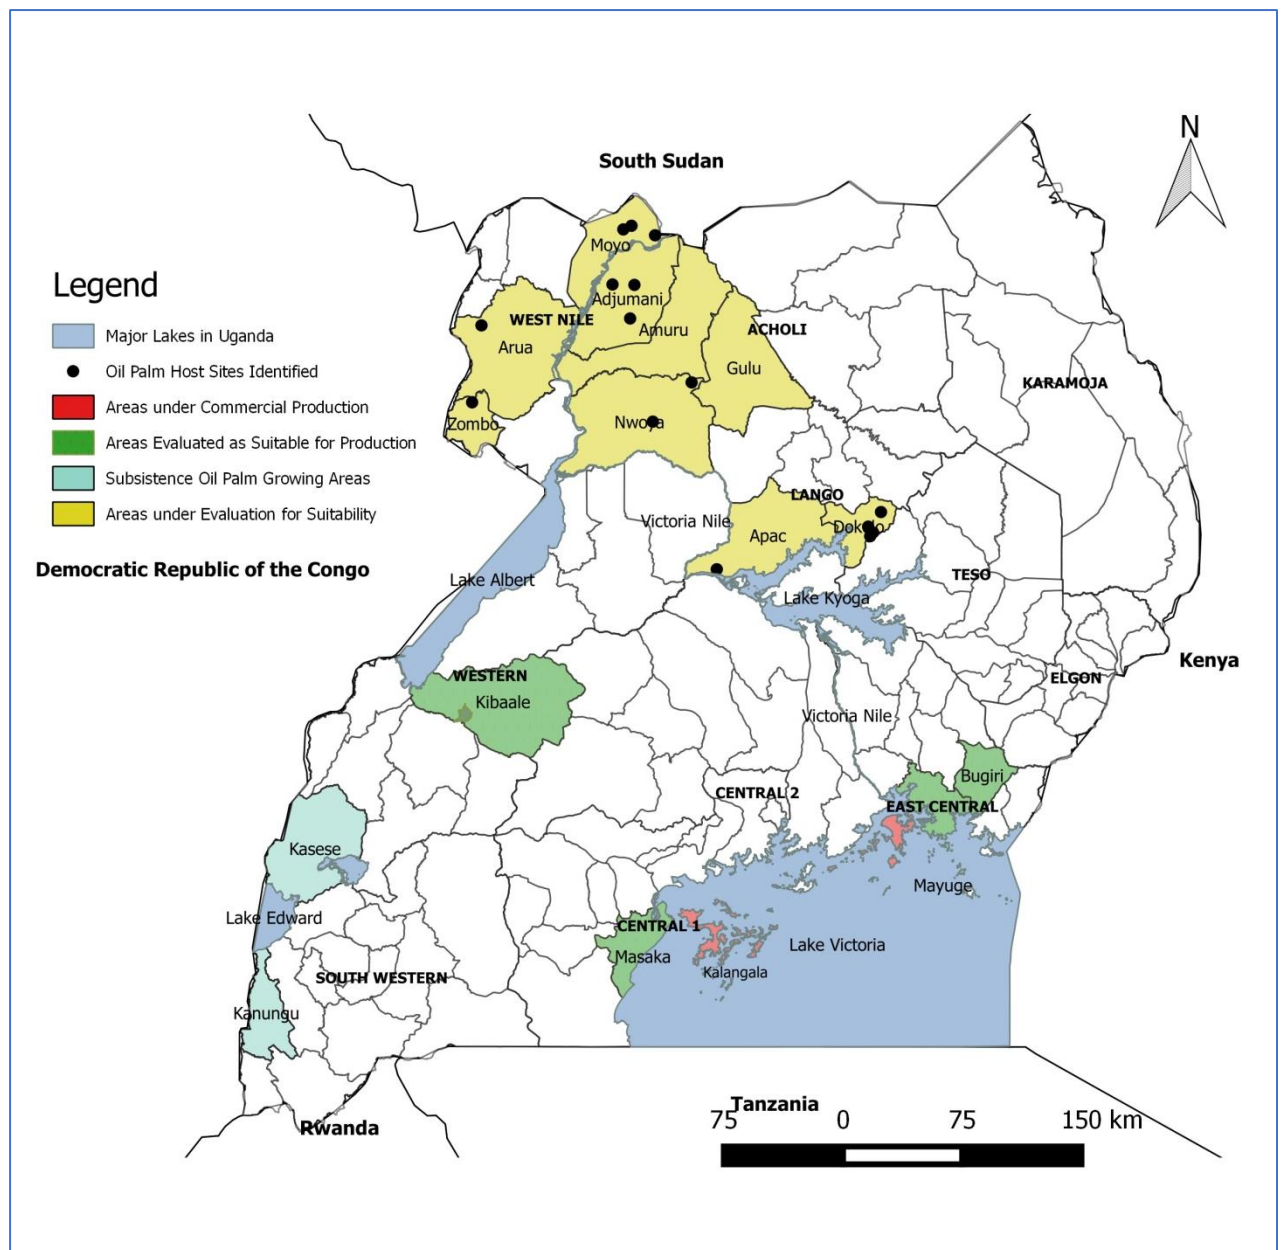 N
South Sudan
Moyo
Legend
Adjumani
WEST NILE
Amuru
ACHOLI
Major Lakes in Uganda
Arua
Oil Palm Host Sites Identified
Gulu
KARAMOJA
Areas under Commercial Production
Zombo
Nwoya
Areas Evaluated as Suitable for Production
Subsistence Oil Palm Growing Areas
LANGO
Areas under Evaluation for Suitability
Victoria Nile
Apac
Democratic Republic of the Congo
Lake Albert
TESO
Lake Kyoga
Kenya
WESTERN
ELGON
Kibaale
Victoria Nile
Bugiri
CENTRAL 2
EAST CENTRAL
Kasese
Mayuge
Lake Edward
CENTRAL 1
Lake Victoria
Masaka
Kalangala
SOUTH WESTERN
Kanungu
Tanzania
75 0 75 150 km
Rwanda